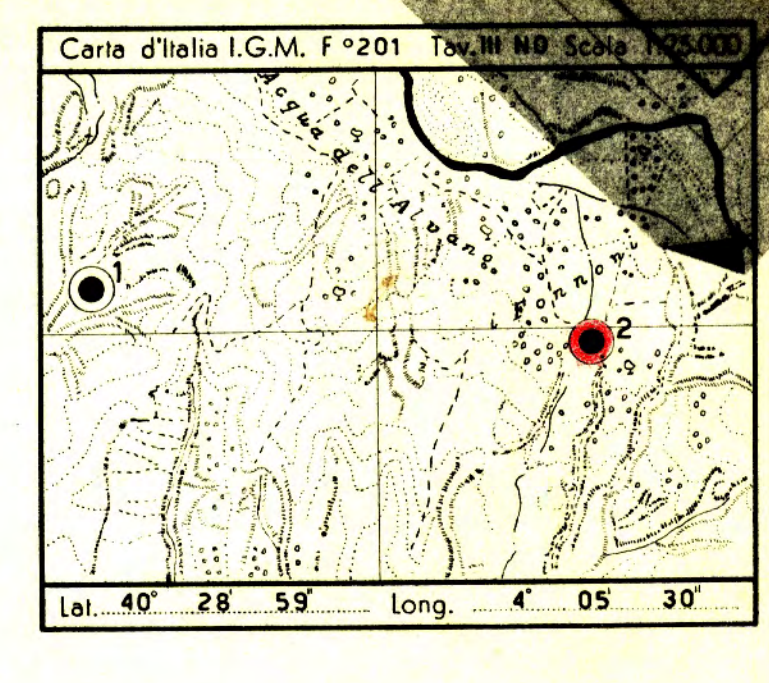 Carta d'Italia I.G.M. F°201 Tav. III NO Scala 1:25.000
Acqua dell Alvano
1
2
Lat. 40° 28' 59" Long. 4° 05' 30"